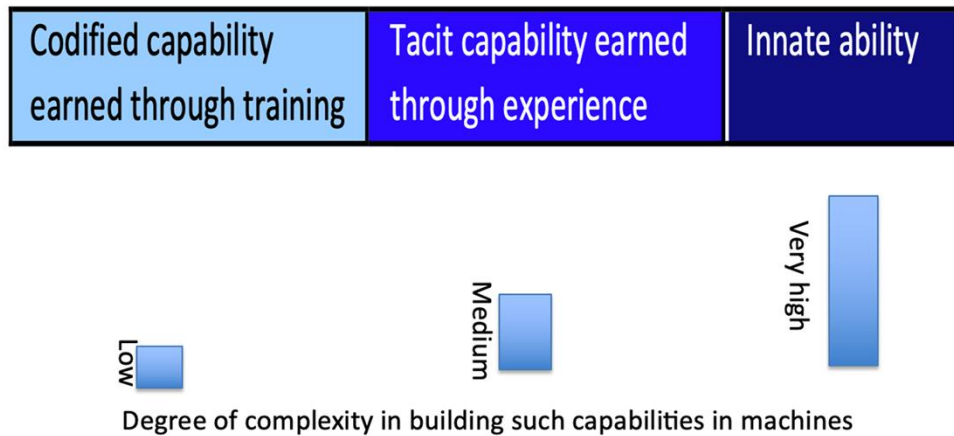 Codified capability
earned through training
Tacit capability earned
through experience
Innate ability
Low
Medium
Very high
Degree of complexity in building such capabilities in machines